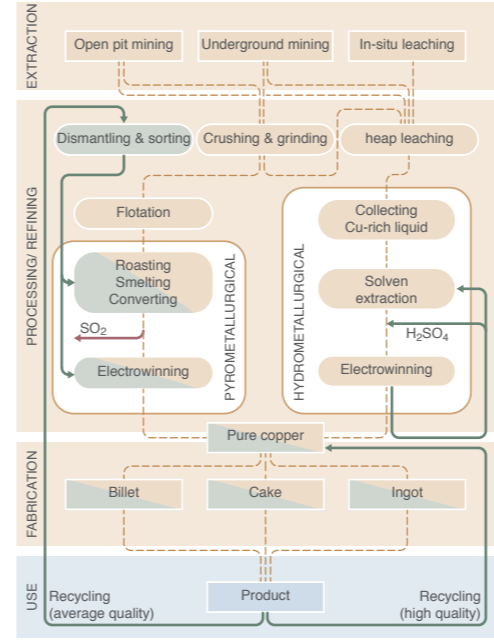 EXTRACTION
Open pit mining
Underground mining
In-situ leaching
PROCESSING/ REFINING
Dismantling & sorting
Crushing & grinding
heap leaching
Flotation
Collecting
Cu-rich liquid
PYROMETALLURGICAL
HYDROMETALLURGICAL
Roasting
Smelting
Converting
Solven
extraction
SO₂
H₂SO₄
Electrowinning
Electrowinning
Pure copper
FABRICATION
Billet
Cake
Ingot
USE
Recycling
(average quality)
Product
Recycling
(high quality)